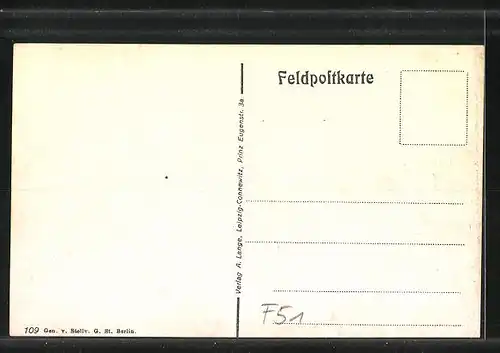 Feldpostkarte
Verlag A. Lange, Leipzig-Connewitz, Prinz Eugenstr. 3a
F51
109 Gen. v. Stellv. G. St. Berlin.